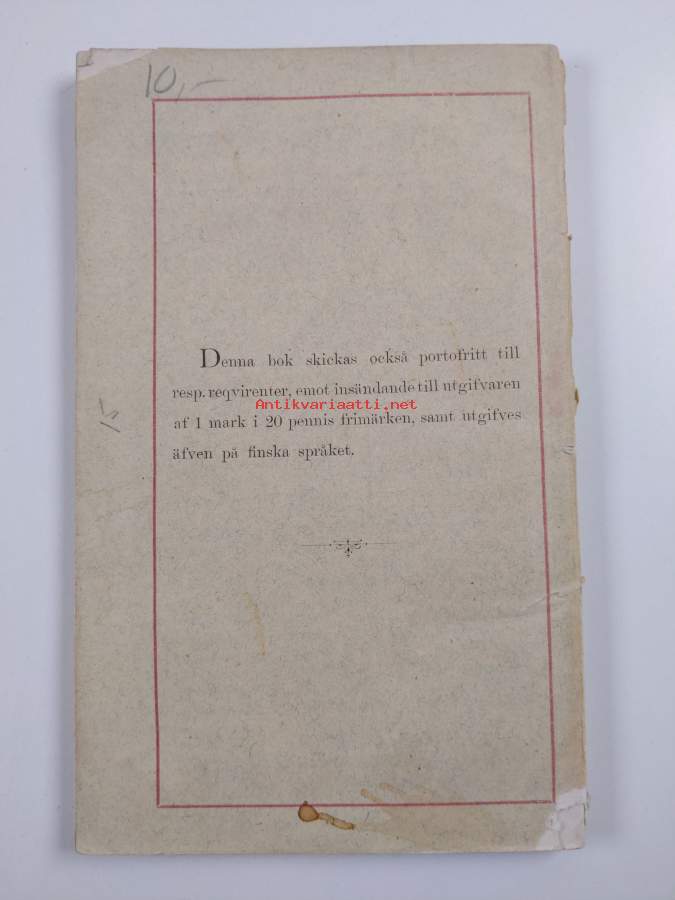 10,-
Denna bok skickas också portofritt till
resp. reqvirenter, emot insändande till utgifvaren
Antikvariaatti.net
af 1 mark i 20 pennis frimärken, samt utgifves
äfven på finska språket.